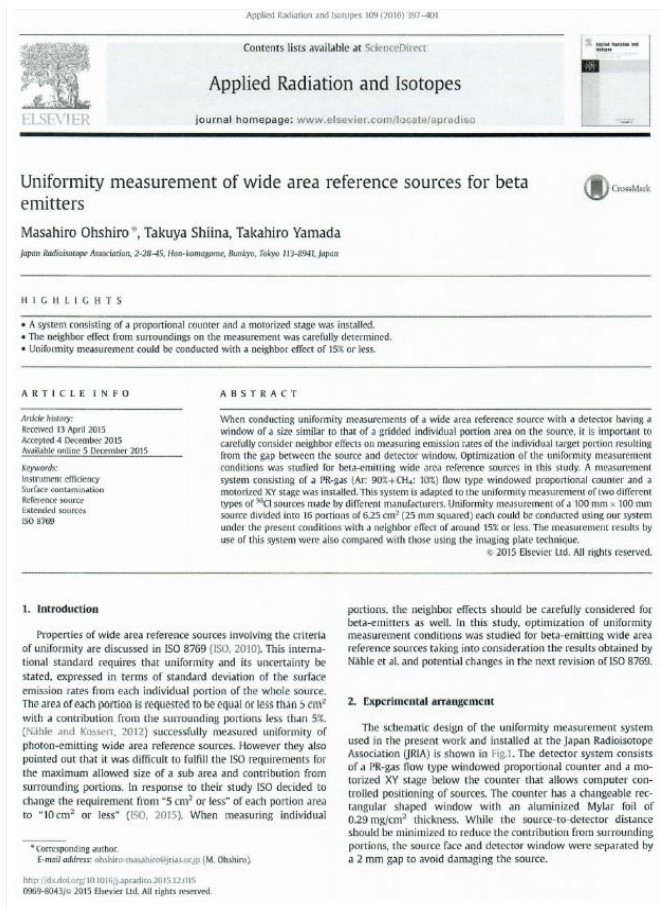 Applied Radiation and Isotopes 109 (2016) 397–401
Contents lists available at ScienceDirect
Applied Radiation and Isotopes
ELSEVIER
journal homepage: www.elsevier.com/locate/apradiso
Uniformity measurement of wide area reference sources for beta
emitters
CrossMark
Masahiro Ohshiro *, Takuya Shiina, Takahiro Yamada
Japan Radioisotope Association, 2-28-45, Hon-komagome, Bunkyo, Tokyo 113-8941, Japan
HIGHLIGHTS
• A system consisting of a proportional counter and a motorized stage was installed.
• The neighbor effect from surroundings on the measurement was carefully determined.
• Uniformity measurement could be conducted with a neighbor effect of 15% or less.
ARTICLE INFO
Article history:
Received 13 April 2015
Accepted 4 December 2015
Available online 5 December 2015
Keywords:
Instrument efficiency
Surface contamination
Reference source
Extended sources
ISO 8769
ABSTRACT
When conducting uniformity measurements of a wide area reference source with a detector having a
window of a size similar to that of a gridded individual portion area on the source, it is important to
carefully consider neighbor effects on measuring emission rates of the individual target portion resulting
from the gap between the source and detector window. Optimization of the uniformity measurement
conditions was studied for beta-emitting wide area reference sources in this study. A measurement
system consisting of a PR-gas (Ar: 90%+CH₄: 10%) flow type windowed proportional counter and a
motorized XY stage was installed. This system is adapted to the uniformity measurement of two different
types of ³⁶Cl sources made by different manufacturers. Uniformity measurement of a 100 mm × 100 mm
source divided into 16 portions of 6.25 cm² (25 mm squared) each could be conducted using our system
under the present conditions with a neighbor effect of around 15% or less. The measurement results by
use of this system were also compared with those using the imaging plate technique.
© 2015 Elsevier Ltd. All rights reserved.
1. Introduction
Properties of wide area reference sources involving the criteria
of uniformity are discussed in ISO 8769 (ISO, 2010). This interna-
tional standard requires that uniformity and its uncertainty be
stated, expressed in terms of standard deviation of the surface
emission rates from each individual portion of the whole source.
The area of each portion is requested to be equal or less than 5 cm²
with a contribution from the surrounding portions less than 5%.
(Nähle and Kossert, 2012) successfully measured uniformity of
photon-emitting wide area reference sources. However they also
pointed out that it was difficult to fulfill the ISO requirements for
the maximum allowed size of a sub area and contribution from
surrounding portions. In response to their study ISO decided to
change the requirement from "5 cm² or less" of each portion area
to "10 cm² or less" (ISO, 2015). When measuring individual
* Corresponding author.
E-mail address: ohshiro-masahiro@jrias.or.jp (M. Ohshiro).
http://dx.doi.org/10.1016/j.apradiso.2015.12.015
0969-8043/© 2015 Elsevier Ltd. All rights reserved.
portions, the neighbor effects should be carefully considered for
beta-emitters as well. In this study, optimization of uniformity
measurement conditions was studied for beta-emitting wide area
reference sources taking into consideration the results obtained by
Nähle et al. and potential changes in the next revision of ISO 8769.
2. Experimental arrangement
The schematic design of the uniformity measurement system
used in the present work and installed at the Japan Radioisotope
Association (JRIA) is shown in Fig.1. The detector system consists
of a PR-gas flow type windowed proportional counter and a mo-
torized XY stage below the counter that allows computer con-
trolled positioning of sources. The counter has a changeable rec-
tangular shaped window with an aluminized Mylar foil of
0.29 mg/cm² thickness. While the source-to-detector distance
should be minimized to reduce the contribution from surrounding
portions, the source face and detector window were separated by
a 2 mm gap to avoid damaging the source.